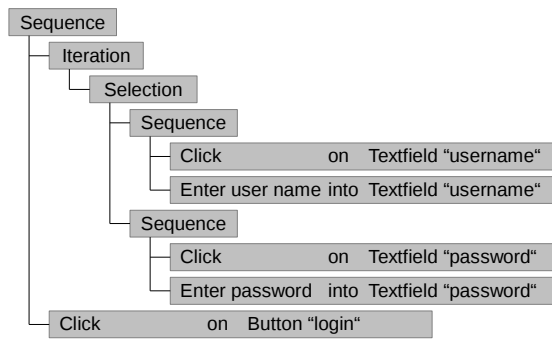 Sequence
Iteration
Selection
Sequence
Click on Textfield “username“
Enter user name into Textfield “username“
Sequence
Click on Textfield “password“
Enter password into Textfield “password“
Click on Button “login“